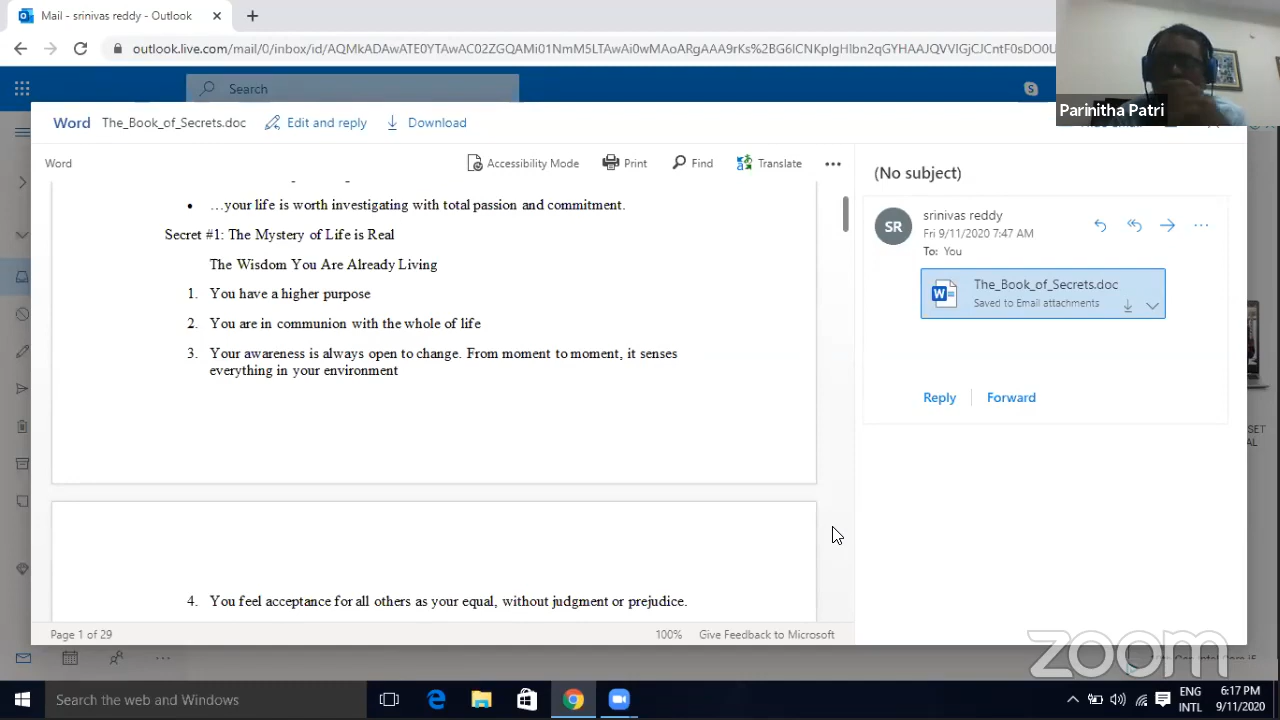 Mail - srinivas reddy - Outlook
outlook.live.com/mail/0/inbox/id/
Search
Parinitha Patri
Word The_Book_of_Secrets.doc Edit and reply Download
Word Accessibility Mode Print Find Translate
(No subject)
…your life is worth investigating with total passion and commitment.
Secret #1: The Mystery of Life is Real
The Wisdom You Are Already Living
1. You have a higher purpose
2. You are in communion with the whole of life
3. Your awareness is always open to change. From moment to moment, it senses
everything in your environment
4. You feel acceptance for all others as your equal, without judgment or prejudice.
Page 1 of 29 100% Give Feedback to Microsoft
SR
srinivas reddy
Fri 9/11/2020 7:47 AM
To: You
The_Book_of_Secrets.doc
Saved to Email attachments
Reply Forward
zoom
Search the web and Windows
ENG
INTL
6:17 PM
9/11/2020